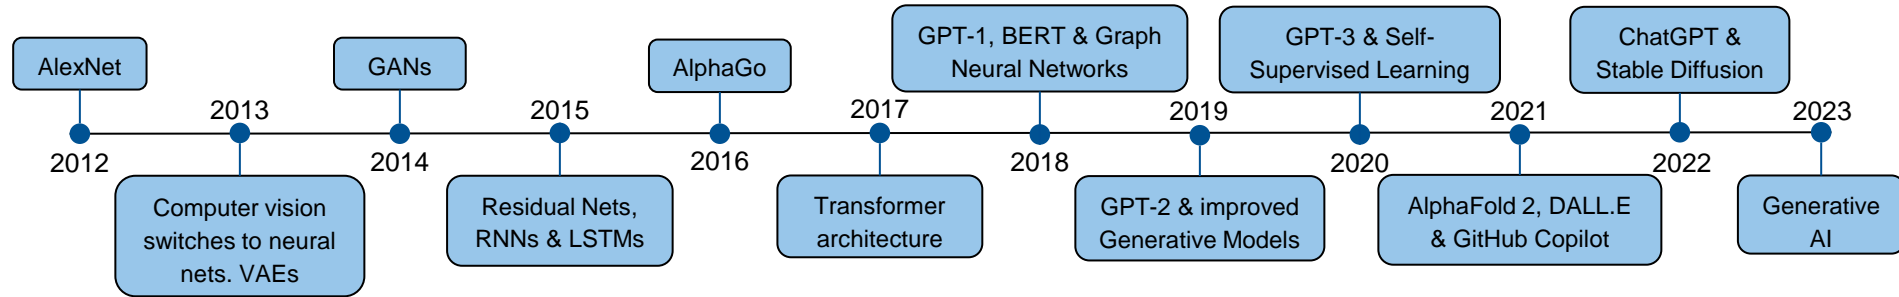 AlexNet
2012
2013
Computer vision
switches to neural
nets. VAEs
GANs
2014
2015
Residual Nets,
RNNs & LSTMs
AlphaGo
2016
2017
Transformer
architecture
GPT-1, BERT & Graph
Neural Networks
2018
2019
GPT-2 & improved
Generative Models
GPT-3 & Self-
Supervised Learning
2020
2021
AlphaFold 2, DALL.E
& GitHub Copilot
ChatGPT &
Stable Diffusion
2022
2023
Generative
AI